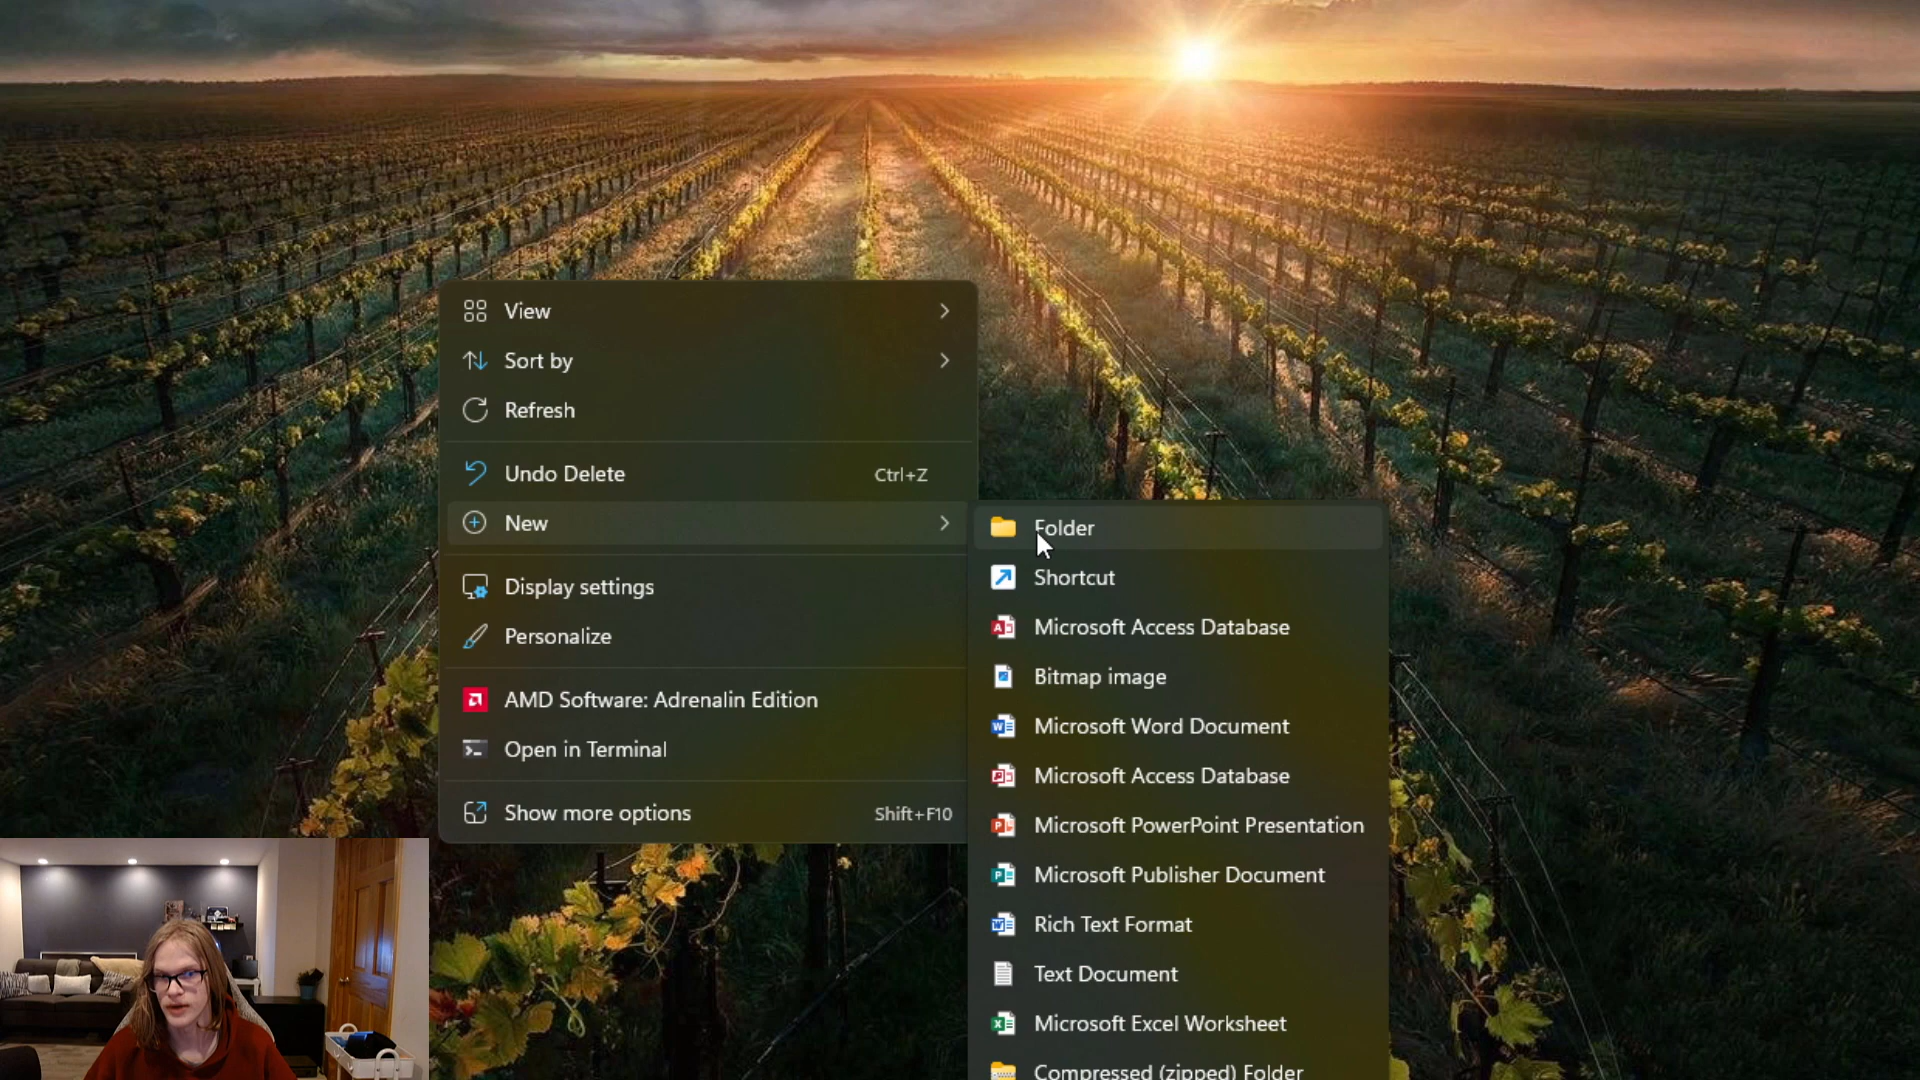 View
Sort by
Refresh
Undo Delete Ctrl+Z
New
Display settings
Personalize
AMD Software: Adrenalin Edition
Open in Terminal
Show more options Shift+F10
Folder
Shortcut
Microsoft Access Database
Bitmap image
Microsoft Word Document
Microsoft Access Database
Microsoft PowerPoint Presentation
Microsoft Publisher Document
Rich Text Format
Text Document
Microsoft Excel Worksheet
Compressed (zipped) Folder